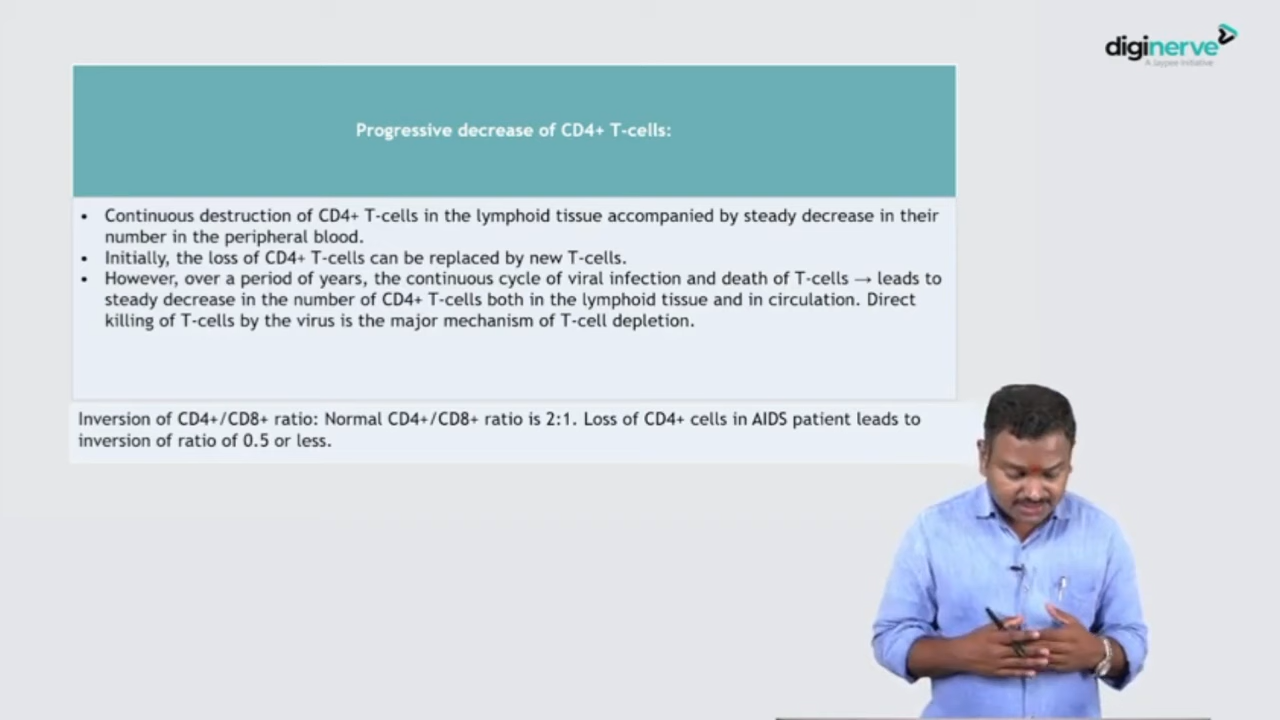 diginerve
A Jaypee Initiative
Progressive decrease of CD4+ T-cells:
• Continuous destruction of CD4+ T-cells in the lymphoid tissue accompanied by steady decrease in their
number in the peripheral blood.
• Initially, the loss of CD4+ T-cells can be replaced by new T-cells.
• However, over a period of years, the continuous cycle of viral infection and death of T-cells → leads to
steady decrease in the number of CD4+ T-cells both in the lymphoid tissue and in circulation. Direct
killing of T-cells by the virus is the major mechanism of T-cell depletion.
Inversion of CD4+/CD8+ ratio: Normal CD4+/CD8+ ratio is 2:1. Loss of CD4+ cells in AIDS patient leads to
inversion of ratio of 0.5 or less.